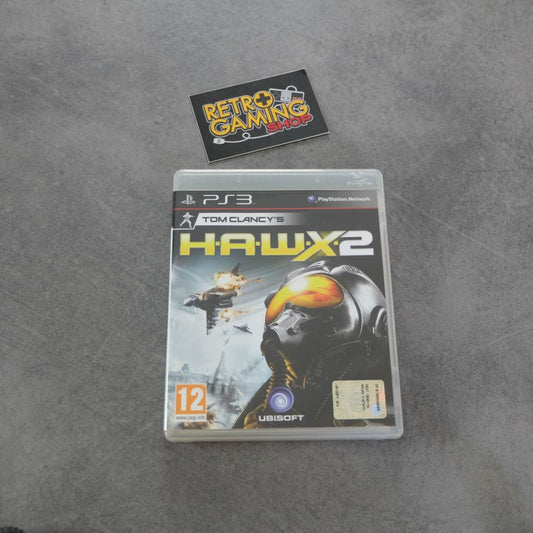 RETRO
GAMING
SHOP
PS3
PlayStation.Network
TOM CLANCY'S
H·A·W·X·2
12
www.pegi.info
UBISOFT